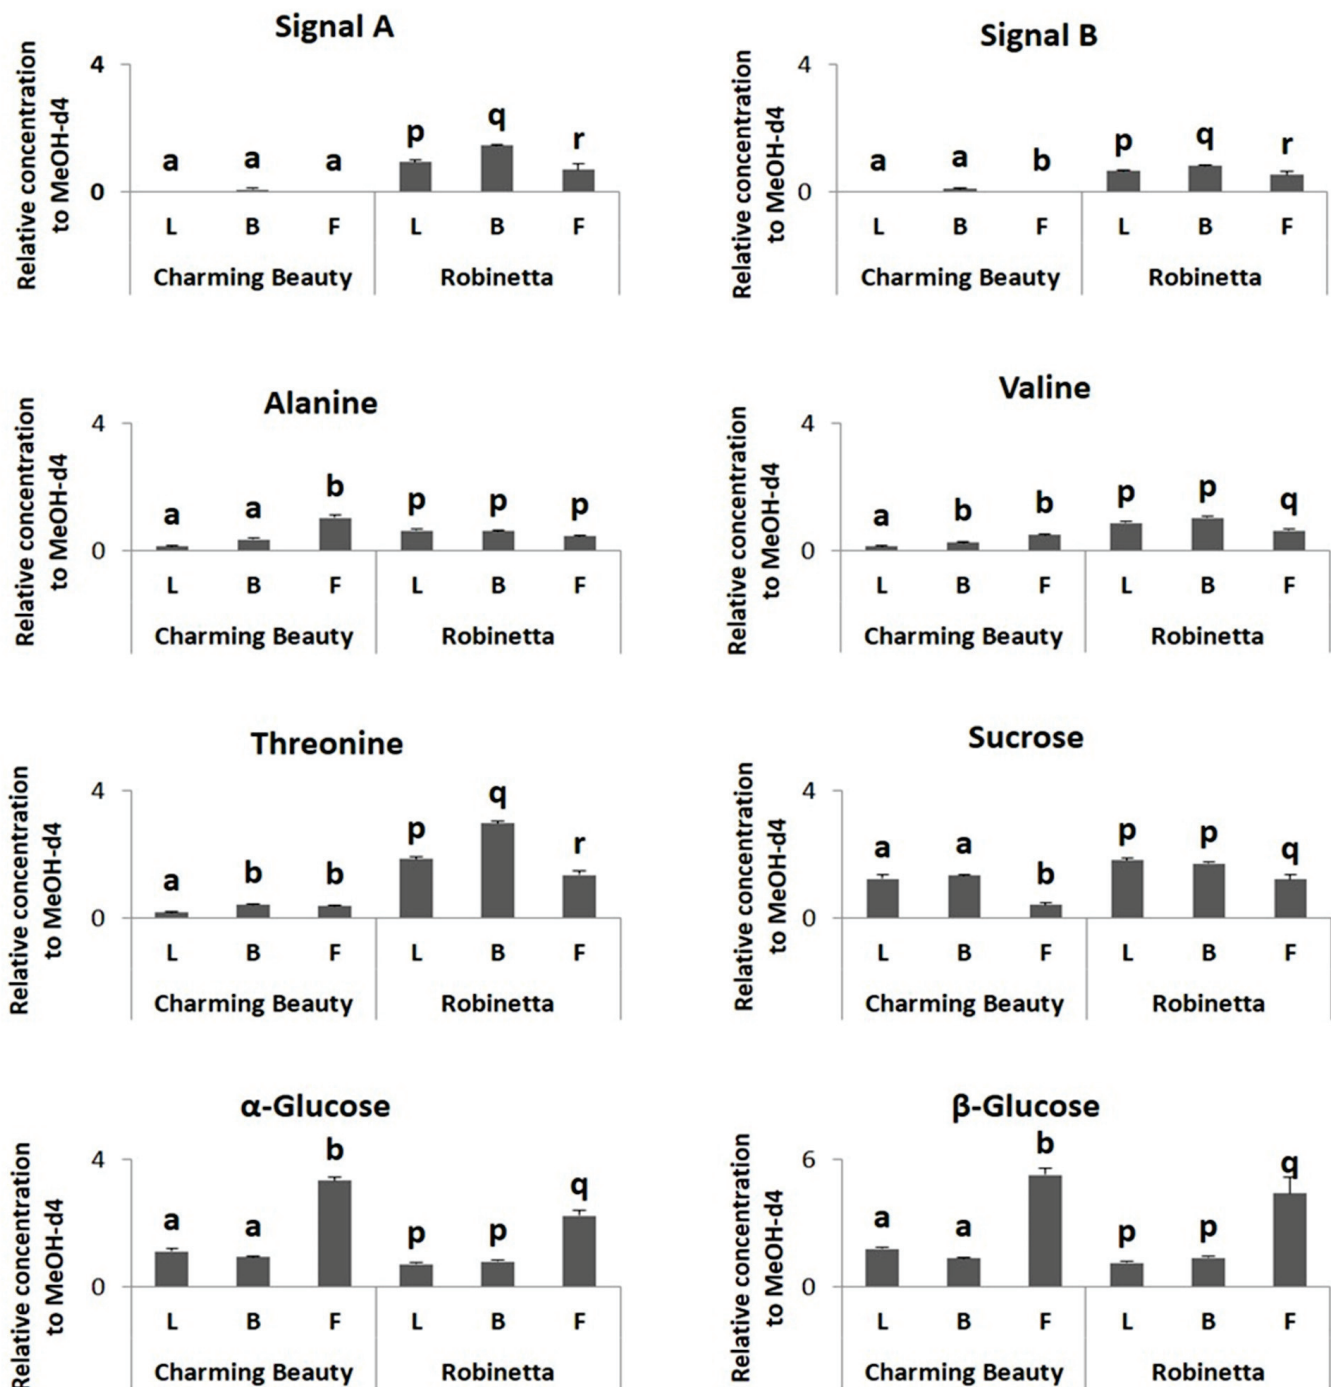 Signal A
Relative concentration
to MeOH-d4
4
0
a a a p q r
L B F L B F
Charming Beauty Robinetta
Signal B
Relative concentration
to MeOH-d4
4
0
a a b p q r
L B F L B F
Charming Beauty Robinetta
Alanine
Relative concentration
to MeOH-d4
4
0
a a b p p p
L B F L B F
Charming Beauty Robinetta
Valine
Relative concentration
to MeOH-d4
4
0
a b b p p q
L B F L B F
Charming Beauty Robinetta
Threonine
Relative concentration
to MeOH-d4
4
0
a b b p q r
L B F L B F
Charming Beauty Robinetta
Sucrose
Relative concentration
to MeOH-d4
4
0
a a b p p q
L B F L B F
Charming Beauty Robinetta
α-Glucose
Relative concentration
to MeOH-d4
4
0
a a b p p q
L B F L B F
Charming Beauty Robinetta
β-Glucose
Relative concentration
to MeOH-d4
6
0
a a b p p q
L B F L B F
Charming Beauty Robinetta